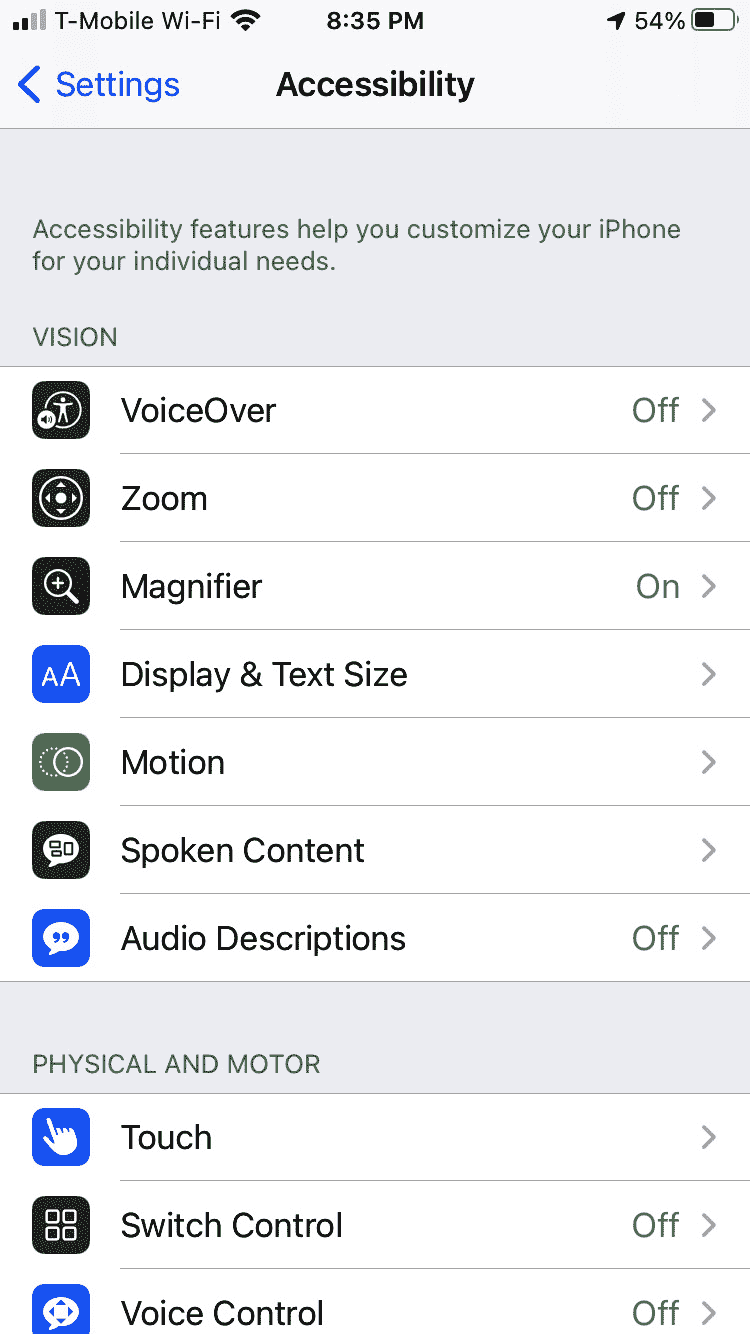 T-Mobile Wi-Fi 8:35 PM 54%
Settings Accessibility
Accessibility features help you customize your iPhone
for your individual needs.
VISION
VoiceOver Off
Zoom Off
Magnifier On
AA Display & Text Size
Motion
Spoken Content
Audio Descriptions Off
PHYSICAL AND MOTOR
Touch
Switch Control Off
Voice Control Off